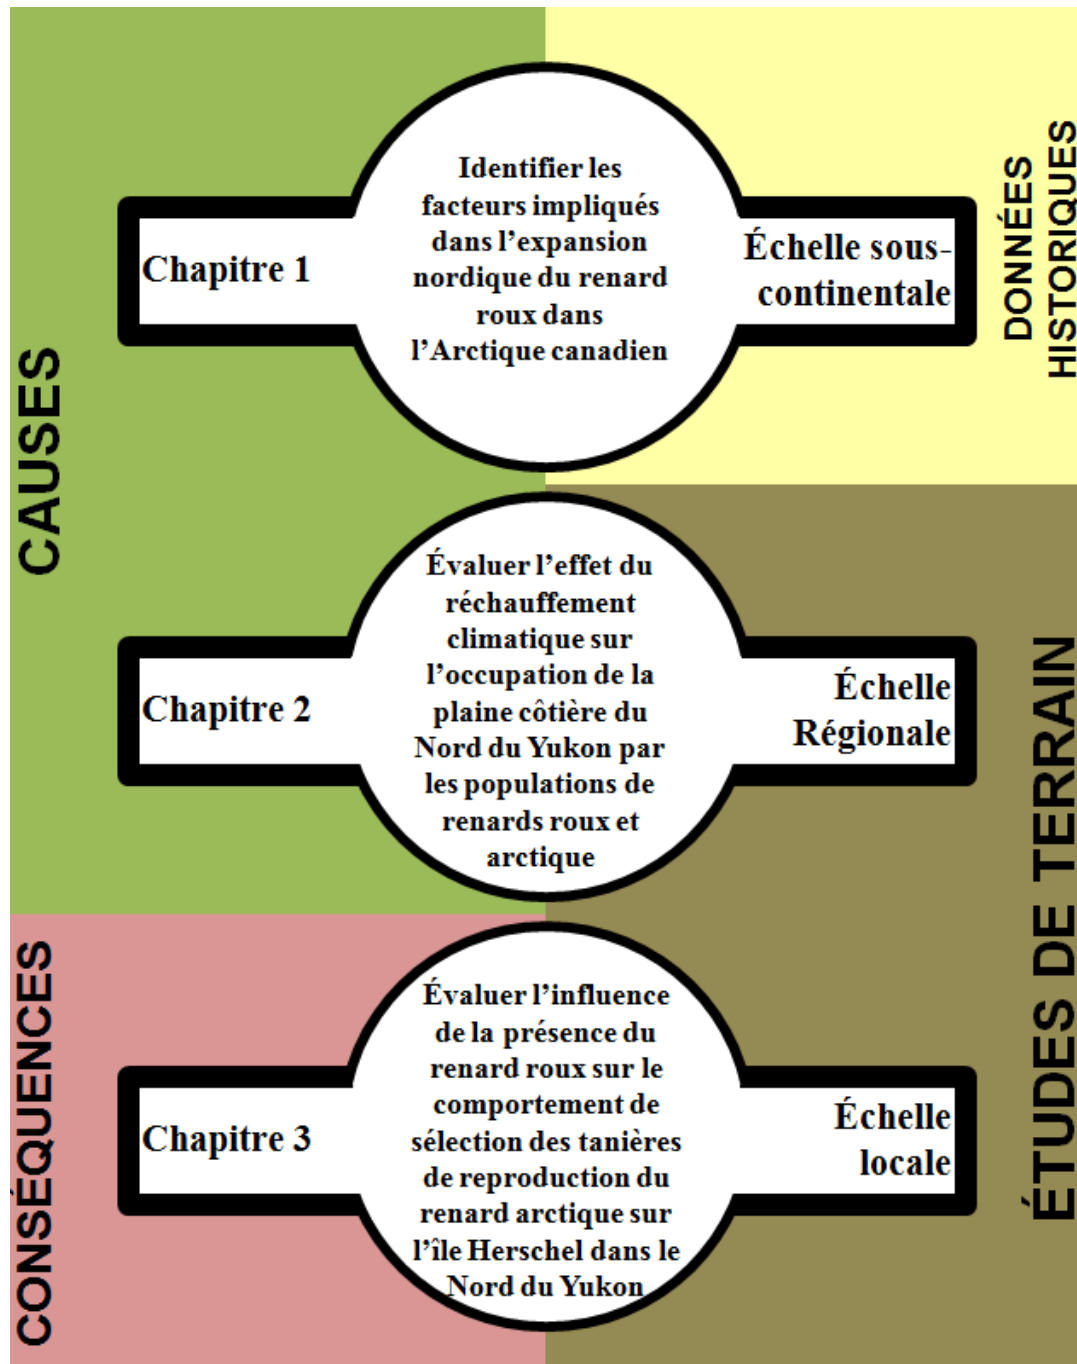 CAUSES
Chapitre 1
Identifier les
facteurs impliqués
dans l’expansion
nordique du renard
roux dans
l’Arctique canadien
Échelle sous-
continentale
DONNÉES
HISTORIQUES
Chapitre 2
Évaluer l’effet du
réchauffement
climatique sur
l’occupation de la
plaine côtière du
Nord du Yukon par
les populations de
renards roux et
arctique
Échelle
Régionale
ÉTUDES DE TERRAIN
CONSÉQUENCES
Chapitre 3
Évaluer l’influence
de la présence du
renard roux sur le
comportement de
sélection des tanières
de reproduction du
renard arctique sur
l’île Herschel dans le
Nord du Yukon
Échelle
locale